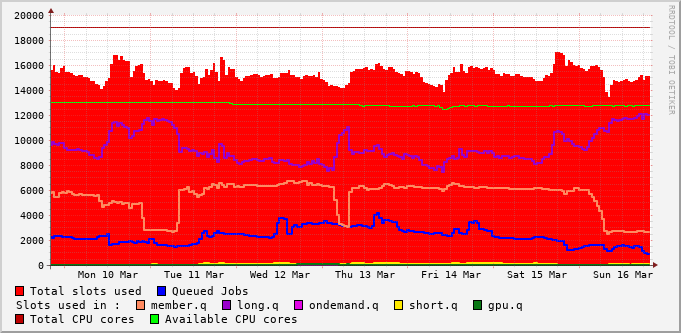 20000
18000
16000
14000
12000
10000
8000
6000
4000
2000
0
Mon 10 Mar Tue 11 Mar Wed 12 Mar Thu 13 Mar Fri 14 Mar Sat 15 Mar Sun 16 Mar
Total slots used Queued Jobs
Slots used in : member.q long.q ondemand.q short.q gpu.q
Total CPU cores Available CPU cores
RRDTOOL / TOBI OETIKER